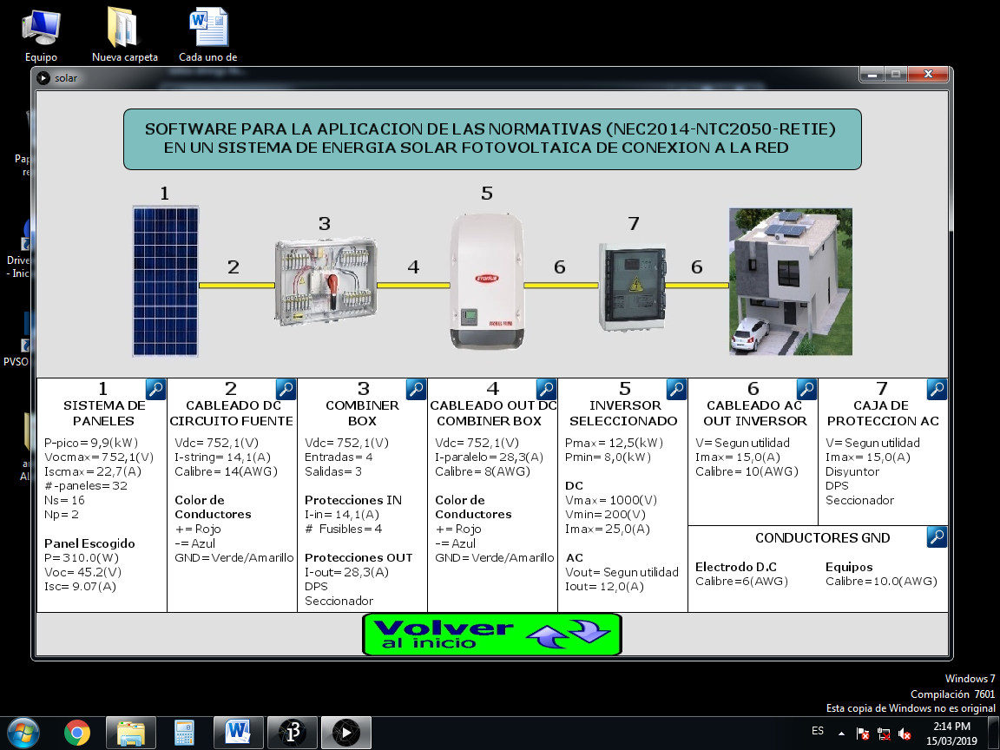 Equipo
Nueva carpeta
Cada uno de
solar
SOFTWARE PARA LA APLICACION DE LAS NORMATIVAS (NEC2014-NTC2050-RETIE)
EN UN SISTEMA DE ENERGIA SOLAR FOTOVOLTAICA DE CONEXION A LA RED
1
2
3
4
5
6
7
6
Drive
- Inic
PVSO
1
SISTEMA DE
PANELES
P-pico=9,9(kW)
Vocmax=752,1(V)
Iscmax=22,7(A)
#-paneles=32
Ns= 16
Np= 2
Panel Escogido
P=310.0(W)
Voc= 45.2(V)
Isc= 9.07(A)
2
CABLEADO DC
CIRCUITO FUENTE
Vdc= 752,1(V)
I-string= 14,1(A)
Calibre= 14(AWG)
Color de
Conductores
+= Rojo
-= Azul
GND=Verde/Amarillo
3
COMBINER
BOX
Vdc= 752,1(V)
Entradas= 4
Salidas= 3
Protecciones IN
I-in= 14,1(A)
# Fusibles=4
Protecciones OUT
I-out=28,3(A)
DPS
Seccionador
4
CABLEADO OUT DC
COMBINER BOX
Vdc= 752,1(V)
I-paralelo=28,3(A)
Calibre= 8(AWG)
Color de
Conductores
+= Rojo
-= Azul
GND=Verde/Amarillo
5
INVERSOR
SELECCIONADO
Pmax= 12,5(kW)
Pmin= 8,0(kW)
DC
Vmax= 1000(V)
Vmin= 200(V)
Imax= 25,0(A)
AC
Vout= Segun utilidad
Iout= 12,0(A)
6
CABLEADO AC
OUT INVERSOR
V= Segun utilidad
Imax= 15,0(A)
Calibre= 10(AWG)
7
CAJA DE
PROTECCION AC
V= Segun utilidad
Imax= 15,0(A)
Disyuntor
DPS
Seccionador
CONDUCTORES GND
Electrodo D.C
Calibre=6(AWG)
Equipos
Calibre=10.0(AWG)
Volver
al inicio
Windows 7
Compilación 7601
Esta copia de Windows no es original
ES
2:14 PM
15/03/2019